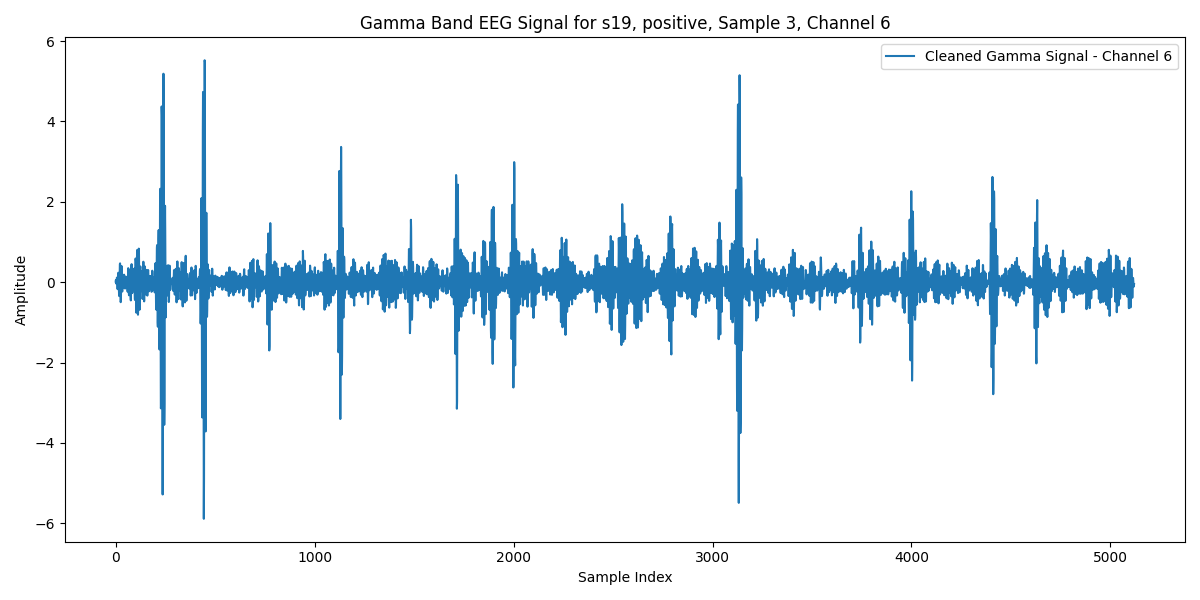 Gamma Band EEG Signal for s19, positive, Sample 3, Channel 6
Cleaned Gamma Signal - Channel 6
6
4
2
0
−2
−4
−6
Amplitude
0 1000 2000 3000 4000 5000
Sample Index